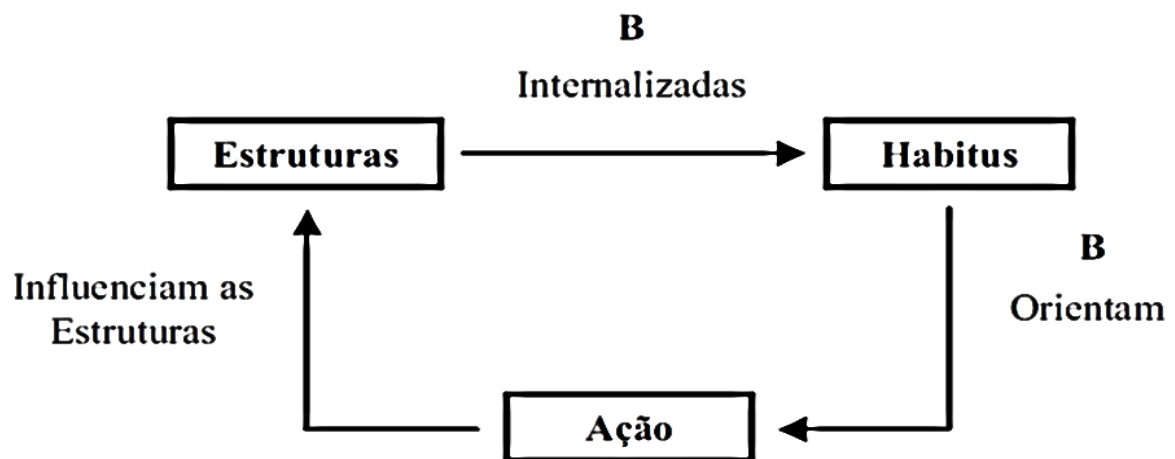 B
Internalizadas
Estruturas
Habitus
B
Orientam
Influenciam as
Estruturas
Ação